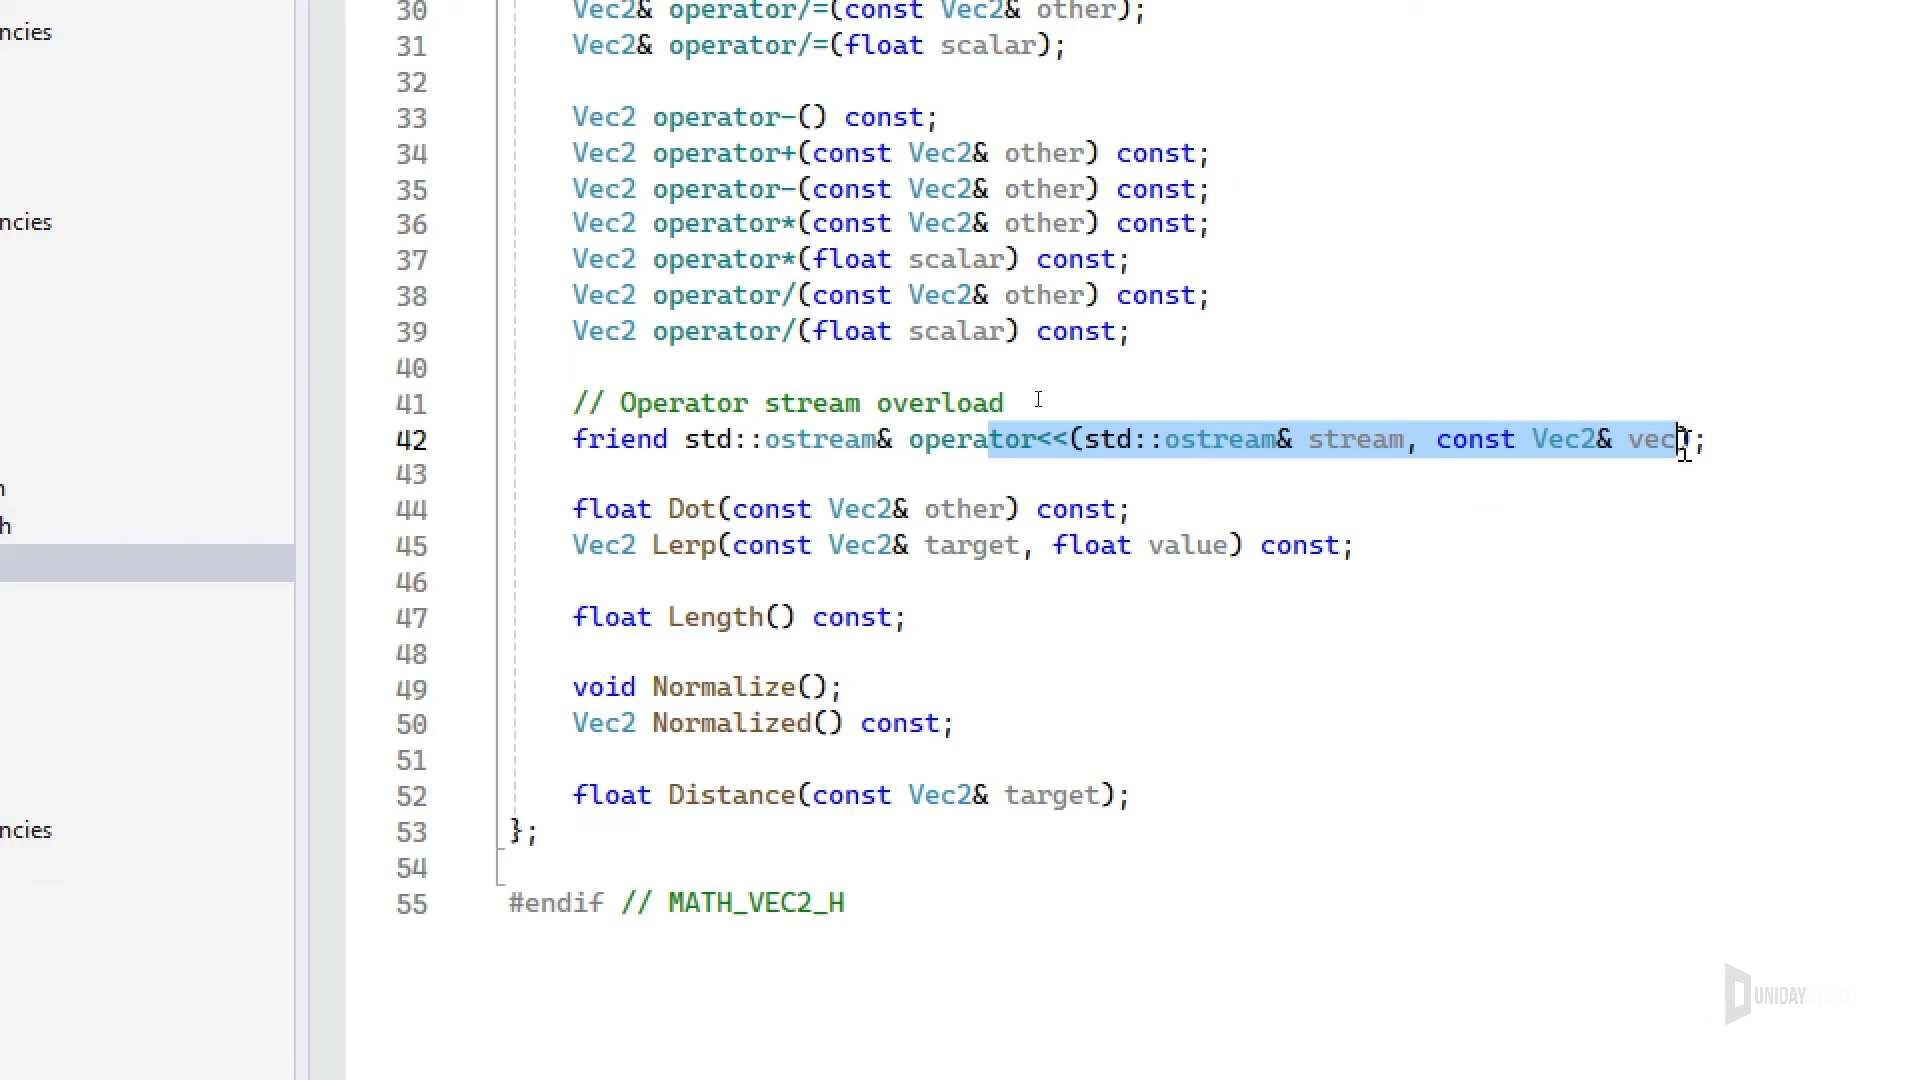 ncies
ncies
n
h
ncies
30 Vec2& operator/=(const Vec2& other);
31 Vec2& operator/=(float scalar);
32
33 Vec2 operator-() const;
34 Vec2 operator+(const Vec2& other) const;
35 Vec2 operator-(const Vec2& other) const;
36 Vec2 operator*(const Vec2& other) const;
37 Vec2 operator*(float scalar) const;
38 Vec2 operator/(const Vec2& other) const;
39 Vec2 operator/(float scalar) const;
40
41 // Operator stream overload
42 friend std::ostream& operator<<(std::ostream& stream, const Vec2& vec);
43
44 float Dot(const Vec2& other) const;
45 Vec2 Lerp(const Vec2& target, float value) const;
46
47 float Length() const;
48
49 void Normalize();
50 Vec2 Normalized() const;
51
52 float Distance(const Vec2& target);
53 };
54
55 #endif // MATH_VEC2_H
UNIDAY